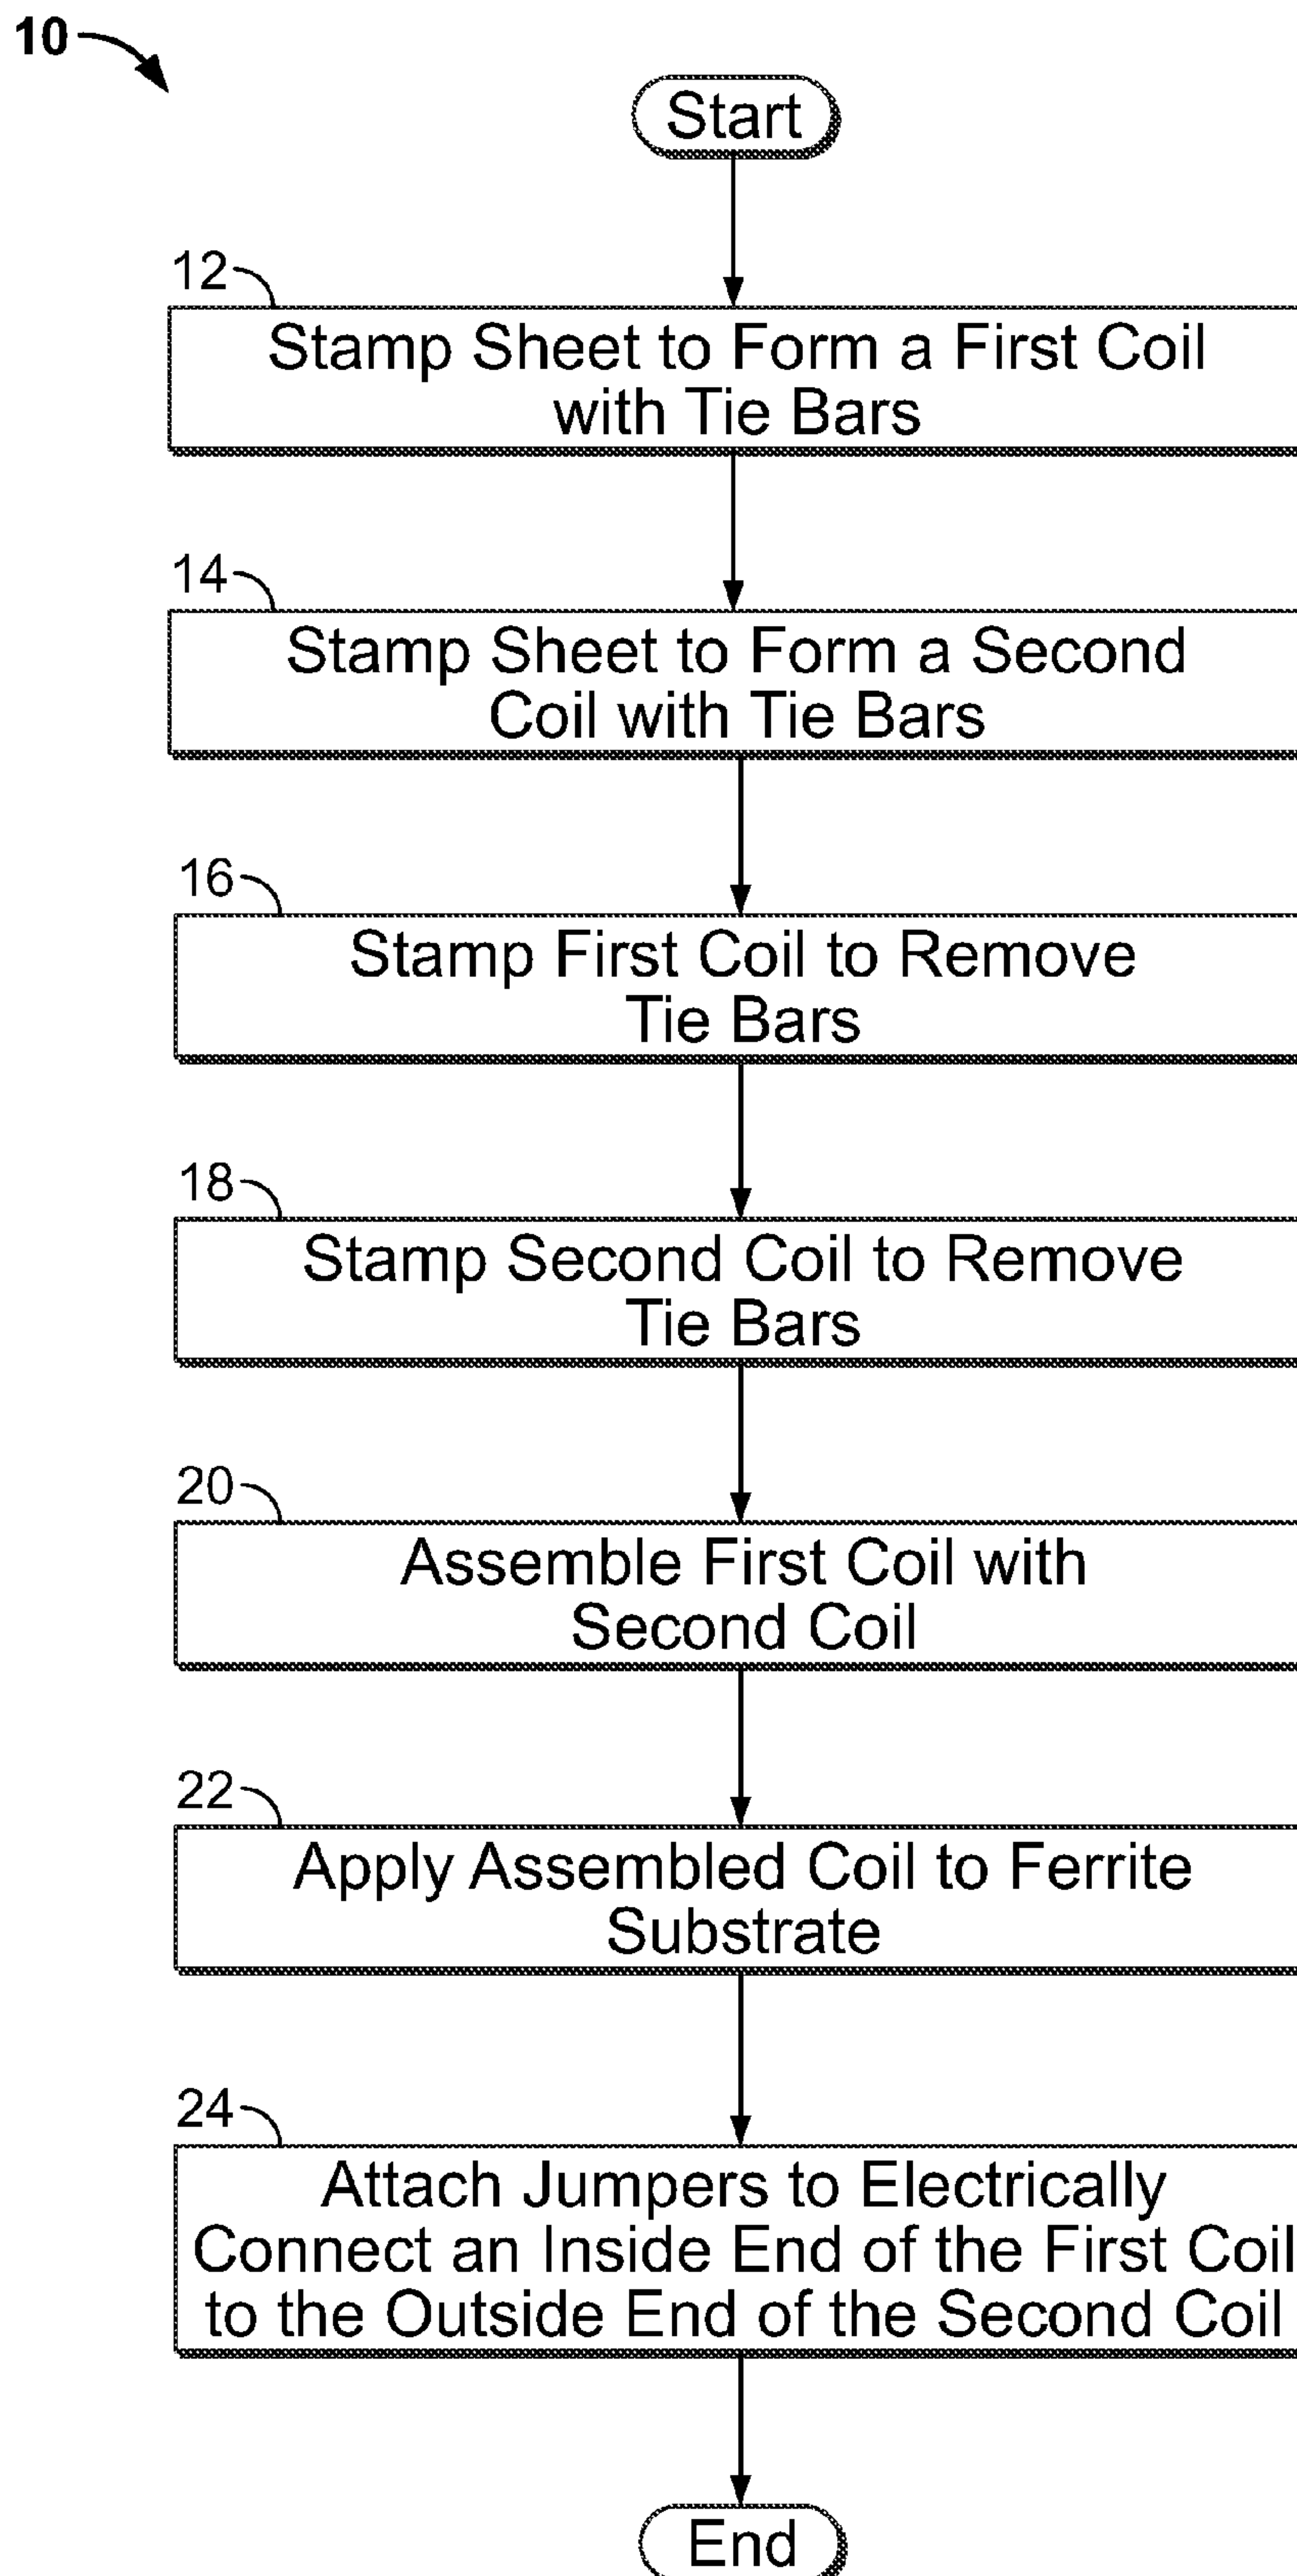 10
Start
12
Stamp Sheet to Form a First Coil
with Tie Bars
14
Stamp Sheet to Form a Second
Coil with Tie Bars
16
Stamp First Coil to Remove
Tie Bars
18
Stamp Second Coil to Remove
Tie Bars
20
Assemble First Coil with
Second Coil
22
Apply Assembled Coil to Ferrite
Substrate
24
Attach Jumpers to Electrically
Connect an Inside End of the First Coil
to the Outside End of the Second Coil
End